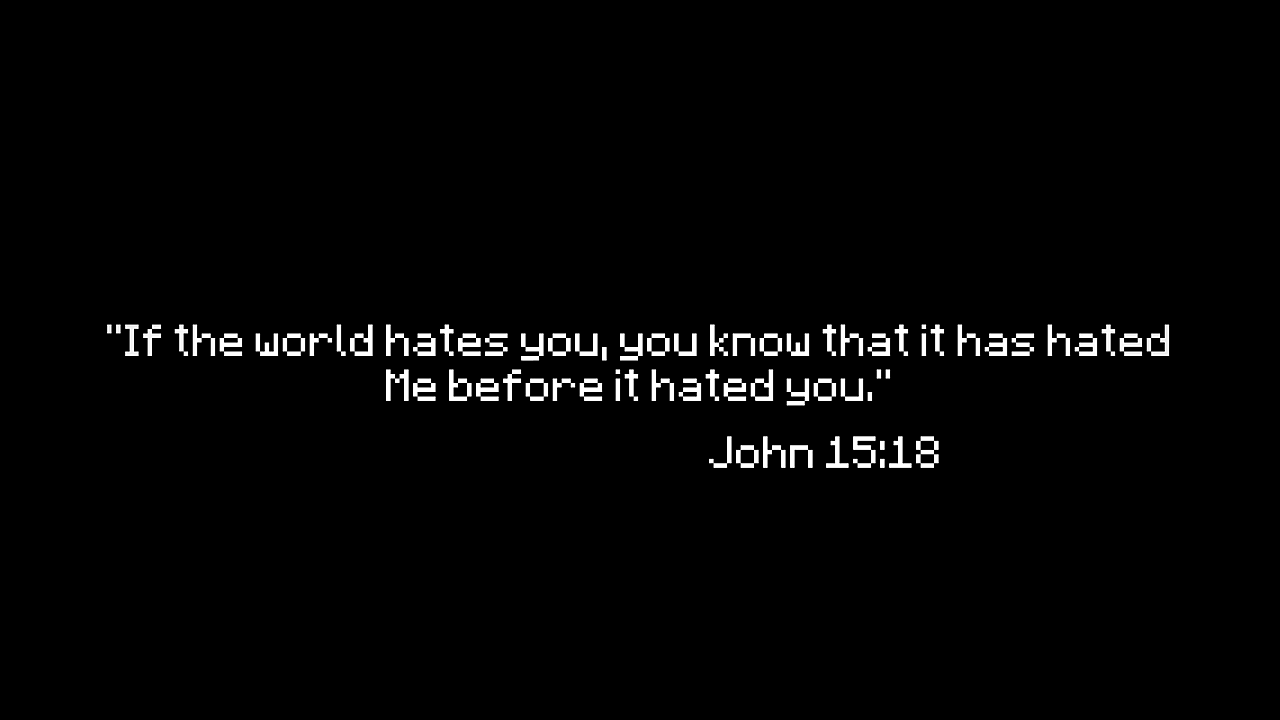 "If the world hates you, you know that it has hated
Me before it hated you."
John 15:18